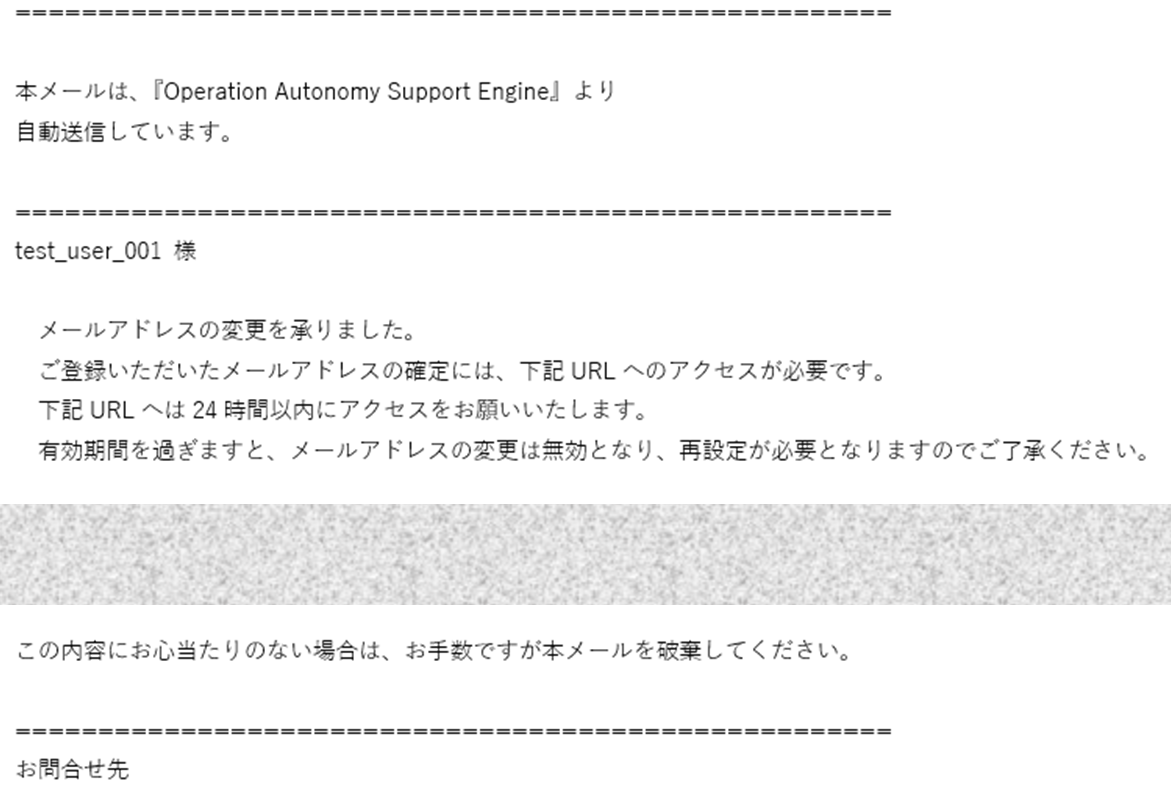 =====================================================
本メールは、『Operation Autonomy Support Engine』より
自動送信しています。
=====================================================
test_user_001 様
メールアドレスの変更を承りました。
ご登録いただいたメールアドレスの確定には、下記 URL へのアクセスが必要です。
下記 URL へは 24 時間以内にアクセスをお願いいたします。
有効期間を過ぎますと、メールアドレスの変更は無効となり、再設定が必要となりますのでご了承ください。
この内容にお心当たりのない場合は、お手数ですが本メールを破棄してください。
=====================================================
お問合せ先